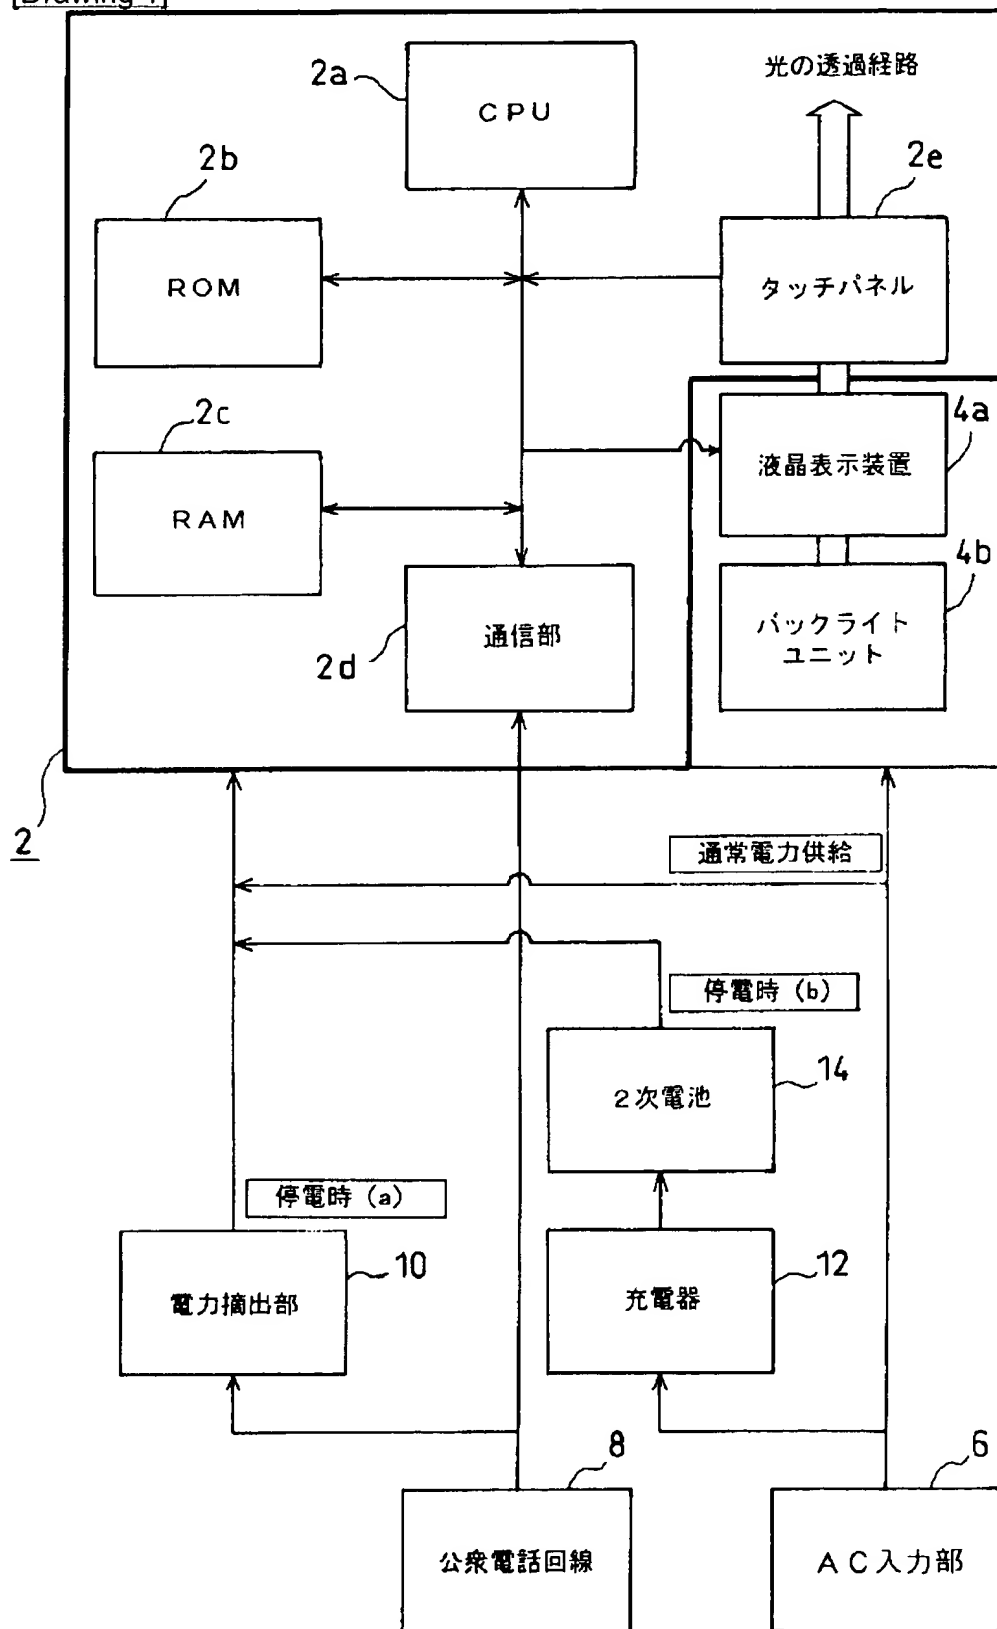 [Drawing 1]
2a
CPU
光の透過経路
2b
ROM
2e
タッチパネル
2c
RAM
4a
液晶表示装置
4b
バックライト
ユニット
2d
通信部
2
通常電力供給
停電時 (b)
14
2次電池
停電時 (a)
10
電力摘出部
12
充電器
8
公衆電話回線
6
AC入力部